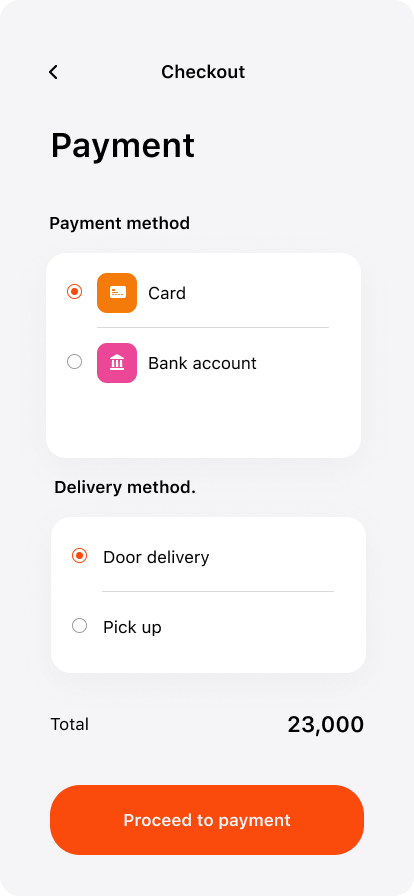 Checkout
Payment
Payment method
Card
Bank account
Delivery method.
Door delivery
Pick up
Total 23,000
Proceed to payment